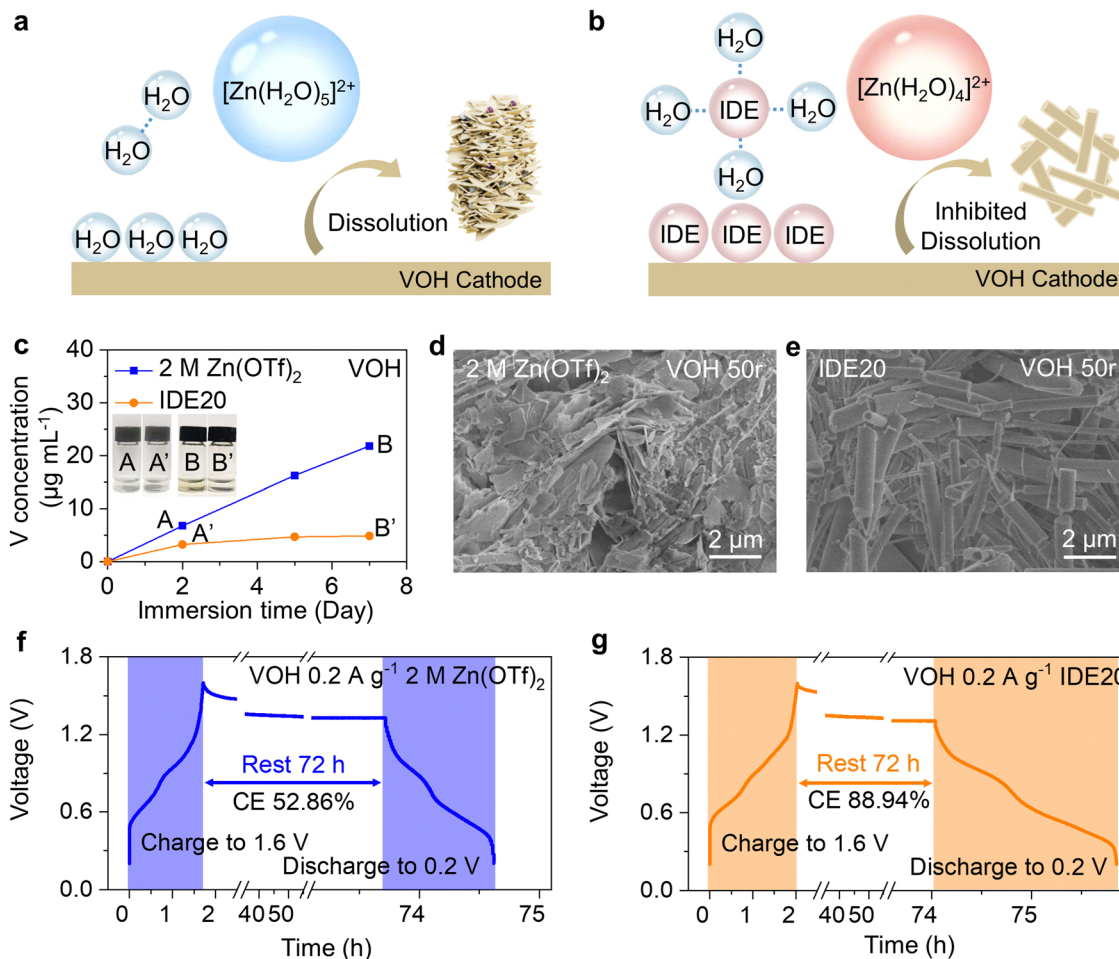 a
H₂O
H₂O
[Zn(H₂O)₅]²⁺
Dissolution
H₂O H₂O H₂O
VOH Cathode
b
H₂O
H₂O IDE H₂O
H₂O
[Zn(H₂O)₄]²⁺
Inhibited
Dissolution
IDE IDE IDE
VOH Cathode
c
40
30
20
10
0
V concentration
(µg mL⁻¹)
2 M Zn(OTf)₂
VOH
IDE20
A A' B B'
B
A
A'
B'
0 2 4 6 8
Immersion time (Day)
d
2 M Zn(OTf)₂ VOH 50r
2 µm
e
IDE20 VOH 50r
2 µm
f
1.8
1.2
0.6
0.0
Voltage (V)
VOH 0.2 A g⁻¹ 2 M Zn(OTf)₂
Rest 72 h
CE 52.86%
Charge to 1.6 V
Discharge to 0.2 V
0 1 2 40 50 74 75
Time (h)
g
1.8
1.2
0.6
0.0
Voltage (V)
VOH 0.2 A g⁻¹ IDE20
Rest 72 h
CE 88.94%
Charge to 1.6 V
Discharge to 0.2 V
0 1 2 40 50 74 75
Time (h)